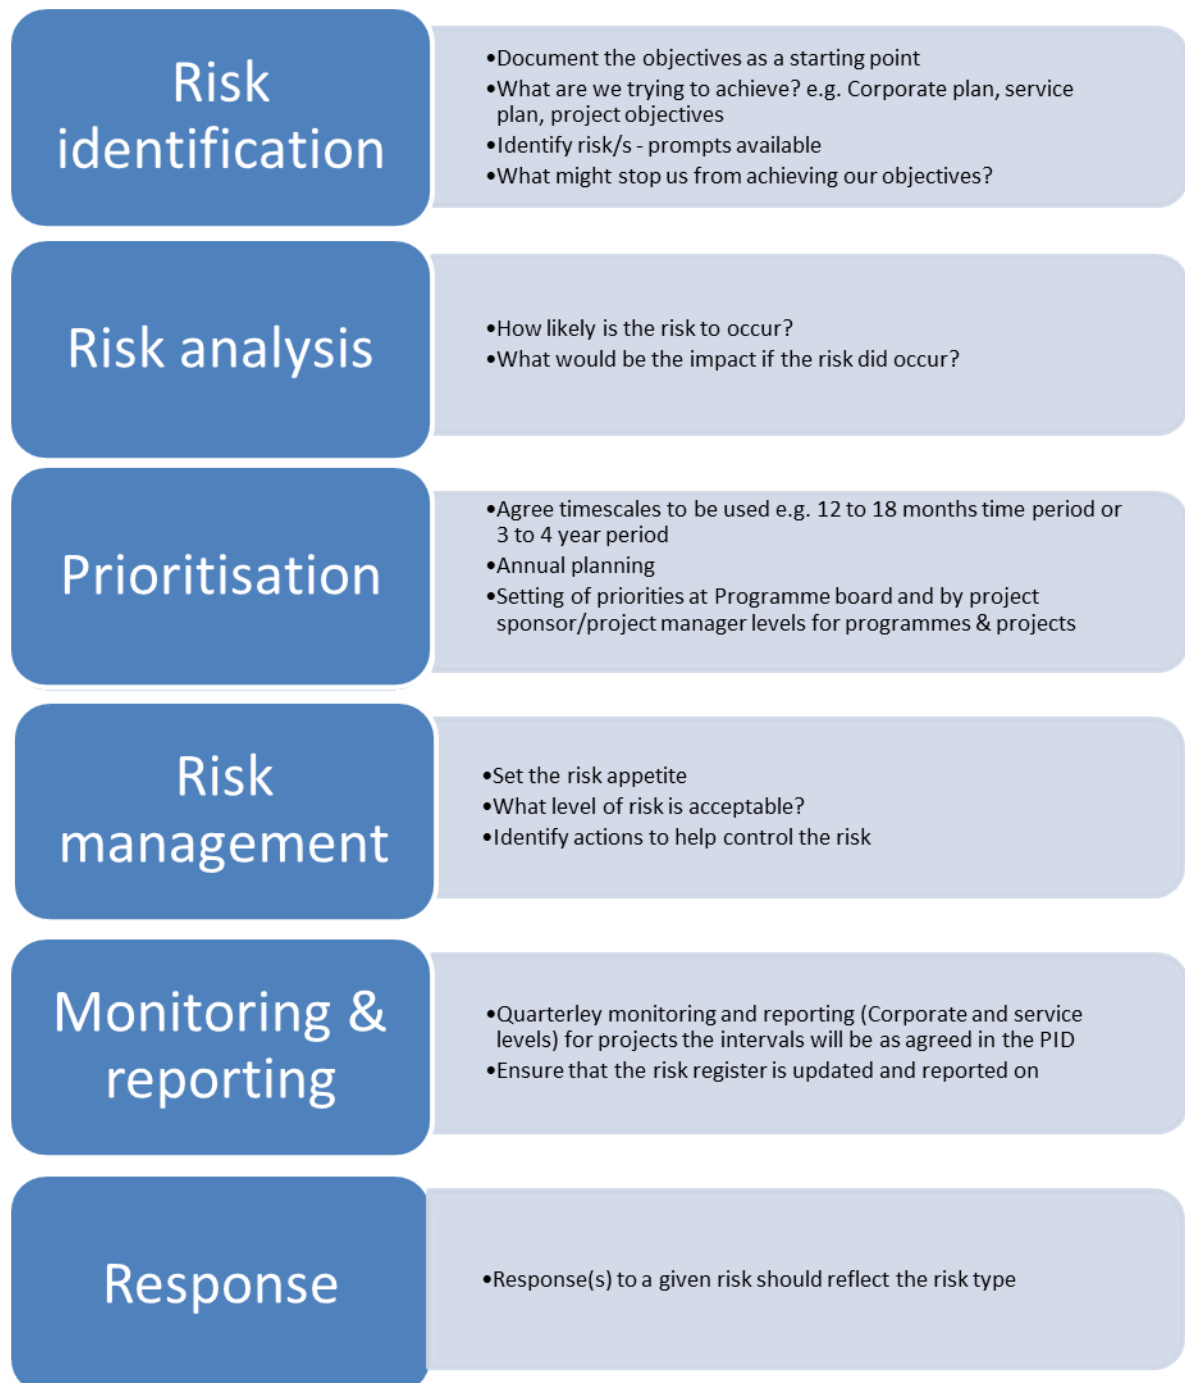 Risk
identification
•Document the objectives as a starting point
•What are we trying to achieve? e.g. Corporate plan, service
plan, project objectives
•Identify risk/s - prompts available
•What might stop us from achieving our objectives?
Risk analysis
•How likely is the risk to occur?
•What would be the impact if the risk did occur?
Prioritisation
•Agree timescales to be used e.g. 12 to 18 months time period or
3 to 4 year period
•Annual planning
•Setting of priorities at Programme board and by project
sponsor/project manager levels for programmes & projects
Risk
management
•Set the risk appetite
•What level of risk is acceptable?
•Identify actions to help control the risk
Monitoring &
reporting
•Quarterley monitoring and reporting (Corporate and service
levels) for projects the intervals will be as agreed in the PID
•Ensure that the risk register is updated and reported on
Response
•Response(s) to a given risk should reflect the risk type